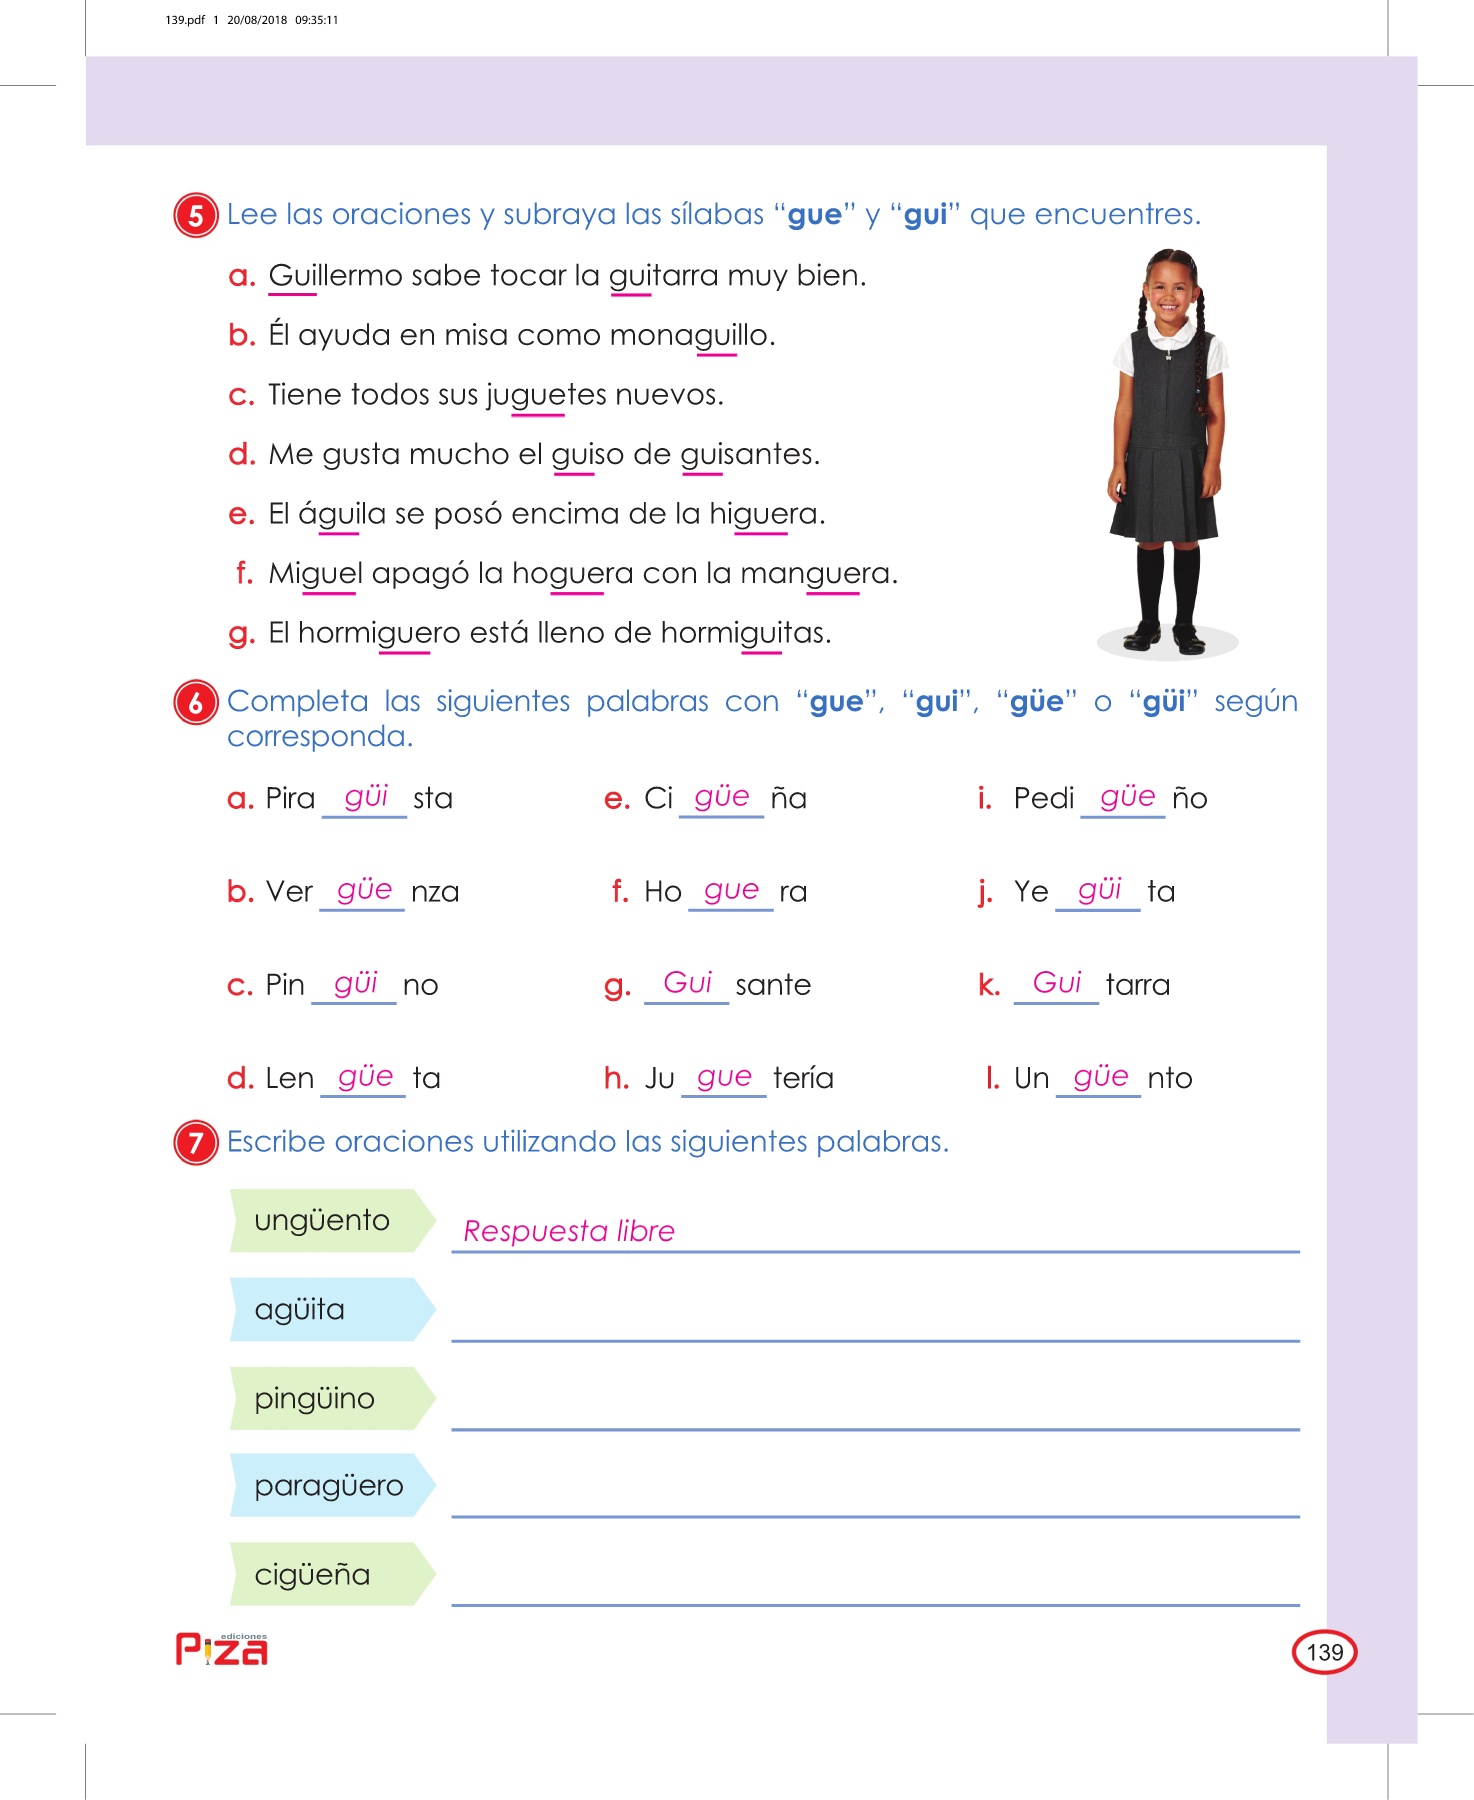 139.pdf 1 20/08/2018 09:35:11
5 Lee las oraciones y subraya las sílabas “gue” y “gui” que encuentres.
a. Guillermo sabe tocar la guitarra muy bien.
b. Él ayuda en misa como monaguillo.
c. Tiene todos sus juguetes nuevos.
d. Me gusta mucho el guiso de guisantes.
e. El águila se posó encima de la higuera.
f. Miguel apagó la hoguera con la manguera.
g. El hormiguero está lleno de hormiguitas.
6 Completa las siguientes palabras con “gue”, “gui”, “güe” o “güi” según
corresponda.
a. Pira güi sta
e. Ci güe ña
i. Pedi güe ño
b. Ver güe nza
f. Ho gue ra
j. Ye güi ta
c. Pin güi no
g. Gui sante
k. Gui tarra
d. Len güe ta
h. Ju gue tería
l. Un güe nto
7 Escribe oraciones utilizando las siguientes palabras.
ungüento Respuesta libre
agüita
pingüino
paragüero
cigüeña
ediciones
Piza
139